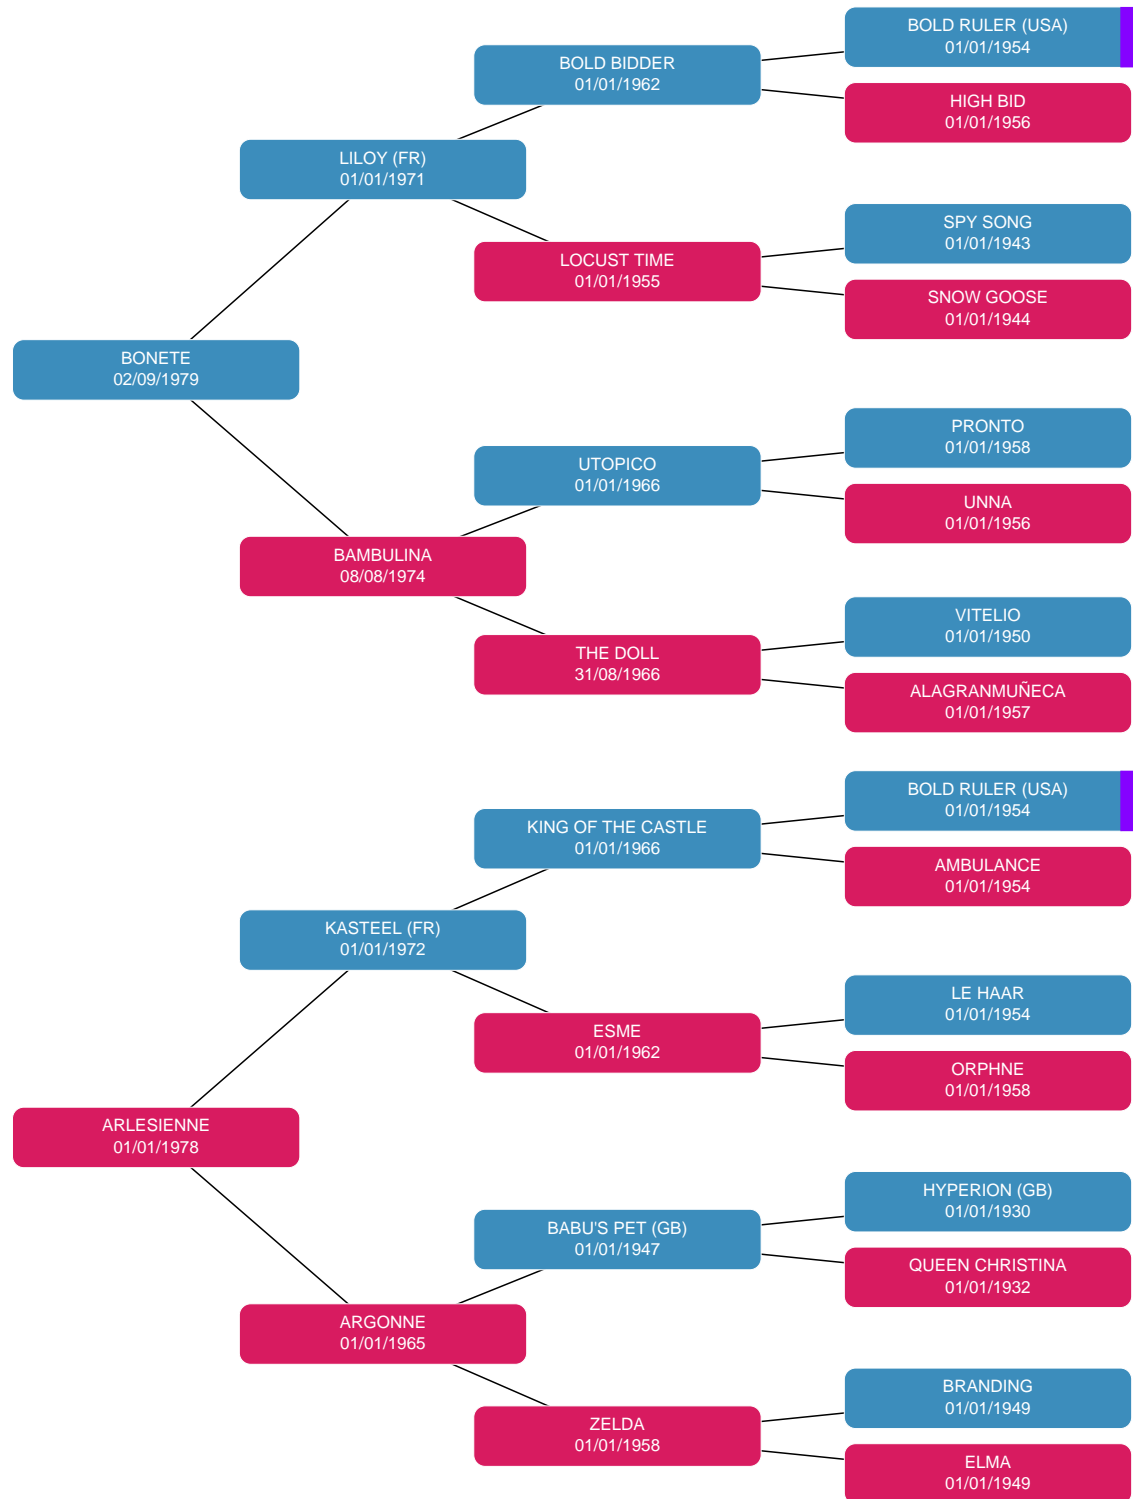 BOLD RULER (USA)
01/01/1954
BOLD BIDDER
01/01/1962
HIGH BID
01/01/1956
LILOY (FR)
01/01/1971
SPY SONG
01/01/1943
LOCUST TIME
01/01/1955
SNOW GOOSE
01/01/1944
BONETE
02/09/1979
PRONTO
01/01/1958
UTOPICO
01/01/1966
UNNA
01/01/1956
BAMBULINA
08/08/1974
VITELIO
01/01/1950
THE DOLL
31/08/1966
ALAGRANMUÑECA
01/01/1957
BOLD RULER (USA)
01/01/1954
KING OF THE CASTLE
01/01/1966
AMBULANCE
01/01/1954
KASTEEL (FR)
01/01/1972
LE HAAR
01/01/1954
ESME
01/01/1962
ORPHNE
01/01/1958
ARLESIENNE
01/01/1978
HYPERION (GB)
01/01/1930
BABU'S PET (GB)
01/01/1947
QUEEN CHRISTINA
01/01/1932
ARGONNE
01/01/1965
BRANDING
01/01/1949
ZELDA
01/01/1958
ELMA
01/01/1949